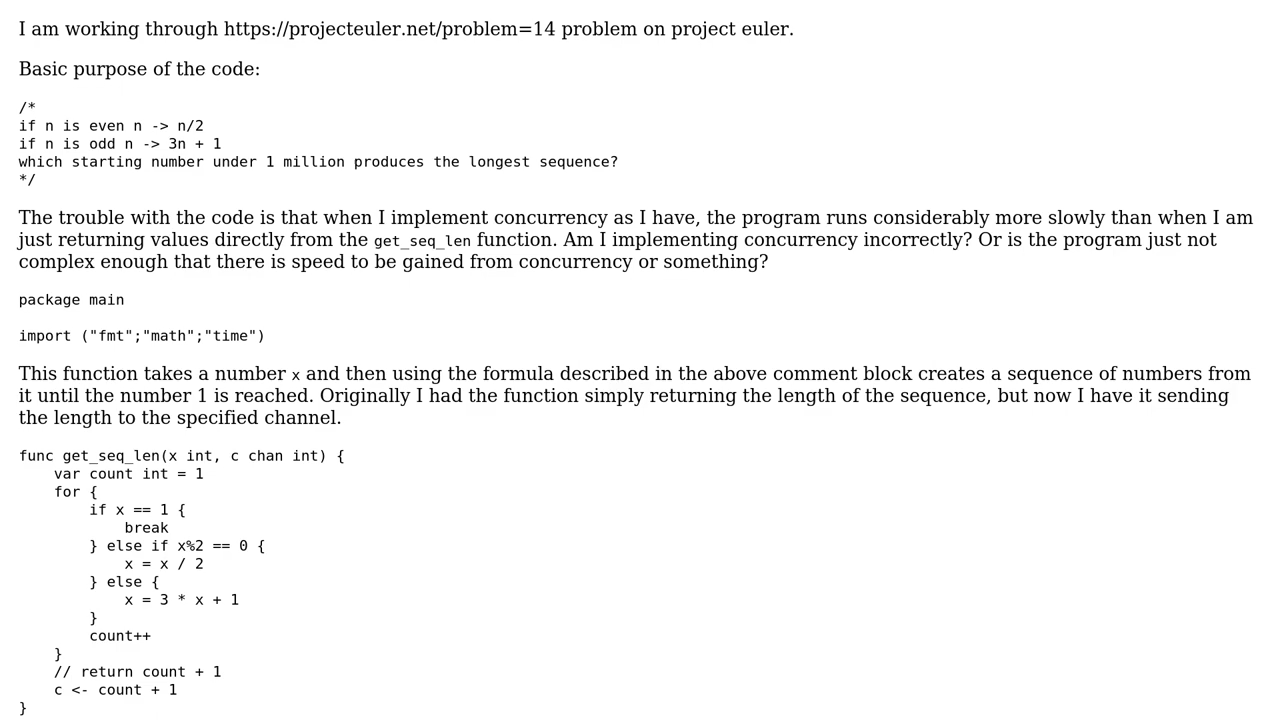 I am working through https://projecteuler.net/problem=14 problem on project euler.
Basic purpose of the code:
/*
if n is even n -> n/2
if n is odd n -> 3n + 1
which starting number under 1 million produces the longest sequence?
*/
The trouble with the code is that when I implement concurrency as I have, the program runs considerably more slowly than when I am
just returning values directly from the get_seq_len function. Am I implementing concurrency incorrectly? Or is the program just not
complex enough that there is speed to be gained from concurrency or something?
package main
import ("fmt";"math";"time")
This function takes a number x and then using the formula described in the above comment block creates a sequence of numbers from
it until the number 1 is reached. Originally I had the function simply returning the length of the sequence, but now I have it sending
the length to the specified channel.
func get_seq_len(x int, c chan int) {
    var count int = 1
    for {
        if x == 1 {
            break
        } else if x%2 == 0 {
            x = x / 2
        } else {
            x = 3 * x + 1
        }
        count++
    }
    // return count + 1
    c <- count + 1
}